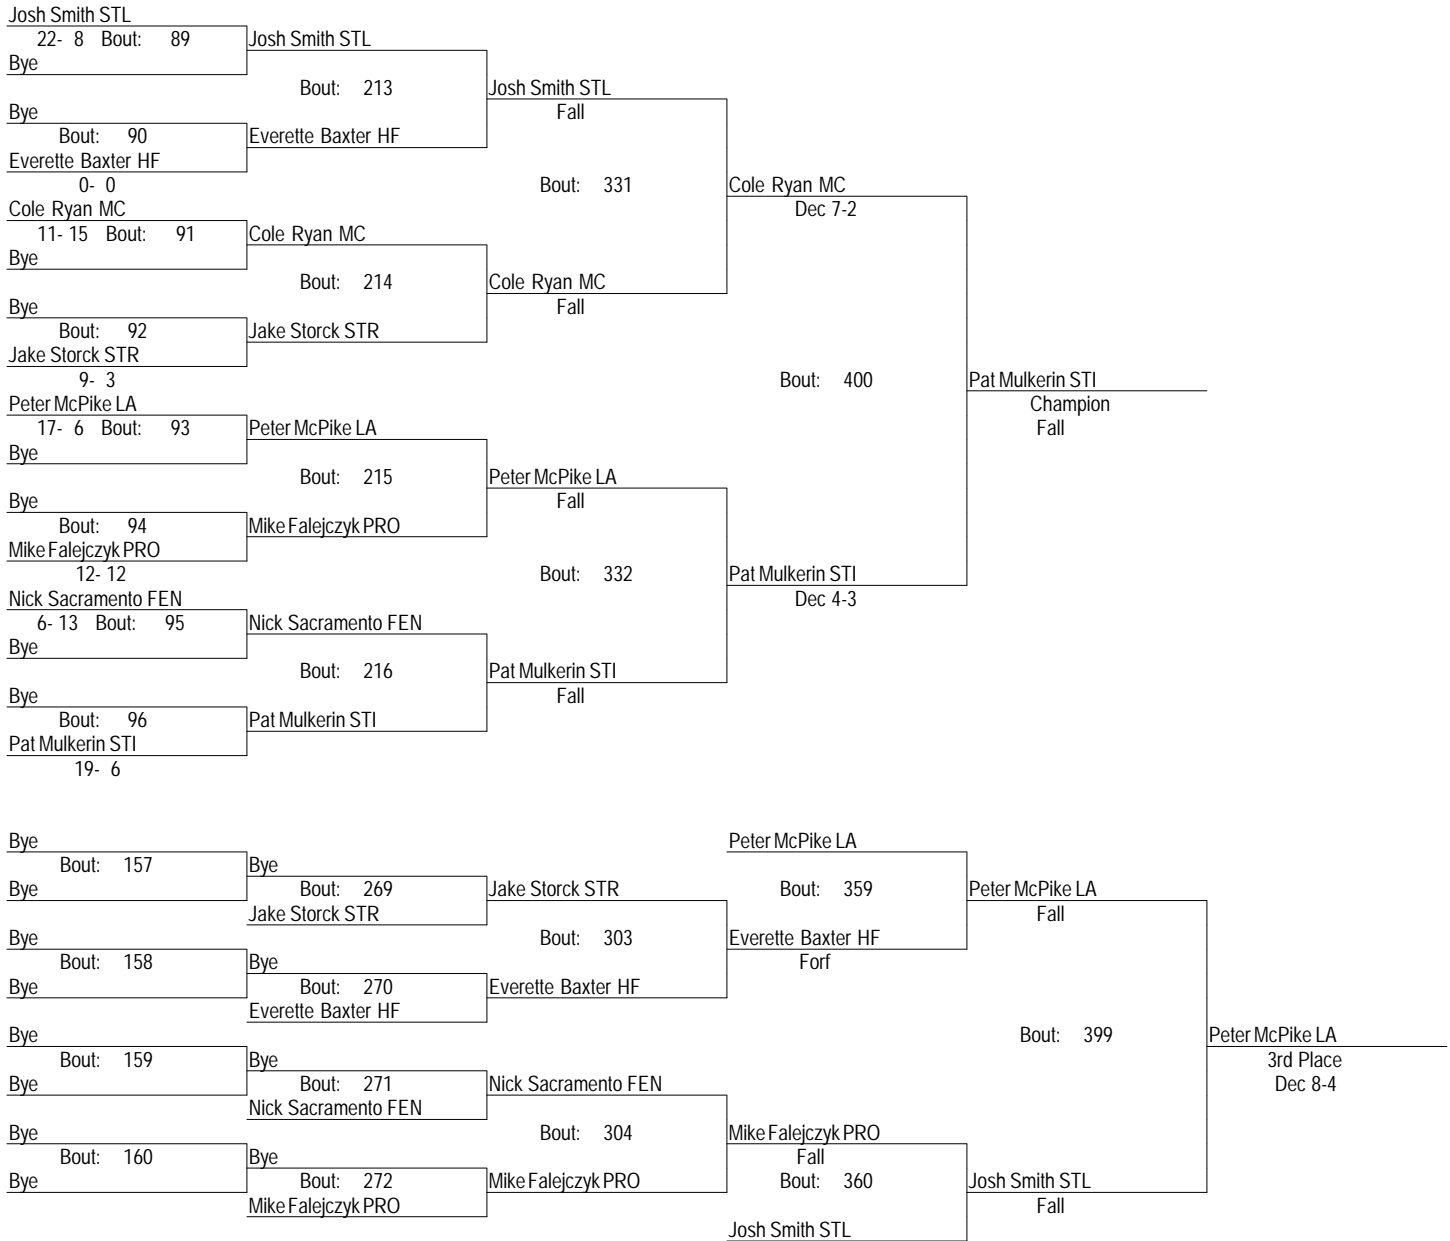 Josh Smith STL
22- 8 Bout: 89 Josh Smith STL
Bye
Bout: 213 Josh Smith STL
Bye Fall
Bout: 90 Everette Baxter HF
Everette Baxter HF
0- 0 Bout: 331 Cole Ryan MC
Cole Ryan MC Dec 7-2
11- 15 Bout: 91 Cole Ryan MC
Bye
Bout: 214 Cole Ryan MC
Bye Fall
Bout: 92 Jake Storck STR
Jake Storck STR
9- 3 Bout: 400 Pat Mulkerin STI
Peter McPike LA Champion
17- 6 Bout: 93 Peter McPike LA Fall
Bye
Bout: 215 Peter McPike LA
Bye Fall
Bout: 94 Mike Falejczyk PRO
Mike Falejczyk PRO
12- 12 Bout: 332 Pat Mulkerin STI
Nick Sacramento FEN Dec 4-3
6- 13 Bout: 95 Nick Sacramento FEN
Bye
Bout: 216 Pat Mulkerin STI
Bye Fall
Bout: 96 Pat Mulkerin STI
Pat Mulkerin STI
19- 6
Bye Peter McPike LA
Bout: 157 Bye
Bye Bout: 269 Jake Storck STR Bout: 359 Peter McPike LA
Jake Storck STR Fall
Bye Bout: 303 Everette Baxter HF
Bout: 158 Bye Forf
Bye Bout: 270 Everette Baxter HF
Everette Baxter HF
Bye Bout: 399 Peter McPike LA
Bout: 159 Bye 3rd Place
Bye Bout: 271 Nick Sacramento FEN Dec 8-4
Nick Sacramento FEN
Bye Bout: 304 Mike Falejczyk PRO
Bout: 160 Bye Fall
Bye Bout: 272 Mike Falejczyk PRO Bout: 360 Josh Smith STL
Mike Falejczyk PRO Fall
Josh Smith STL